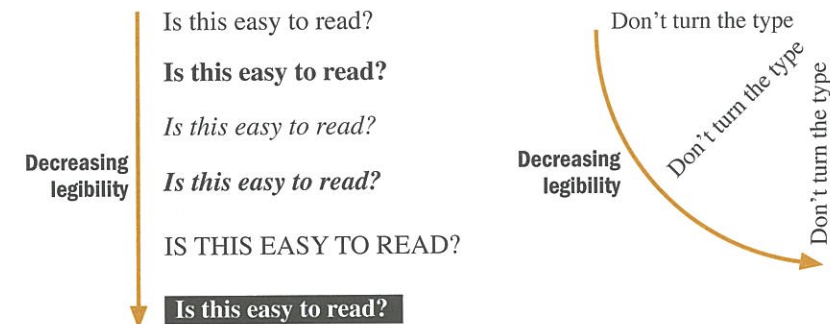 Is this easy to read?
Is this easy to read?
Is this easy to read?
Decreasing
legibility
Is this easy to read?
IS THIS EASY TO READ?
Is this easy to read?
Don't turn the type
Don't turn the type
Don't turn the type
Decreasing
legibility